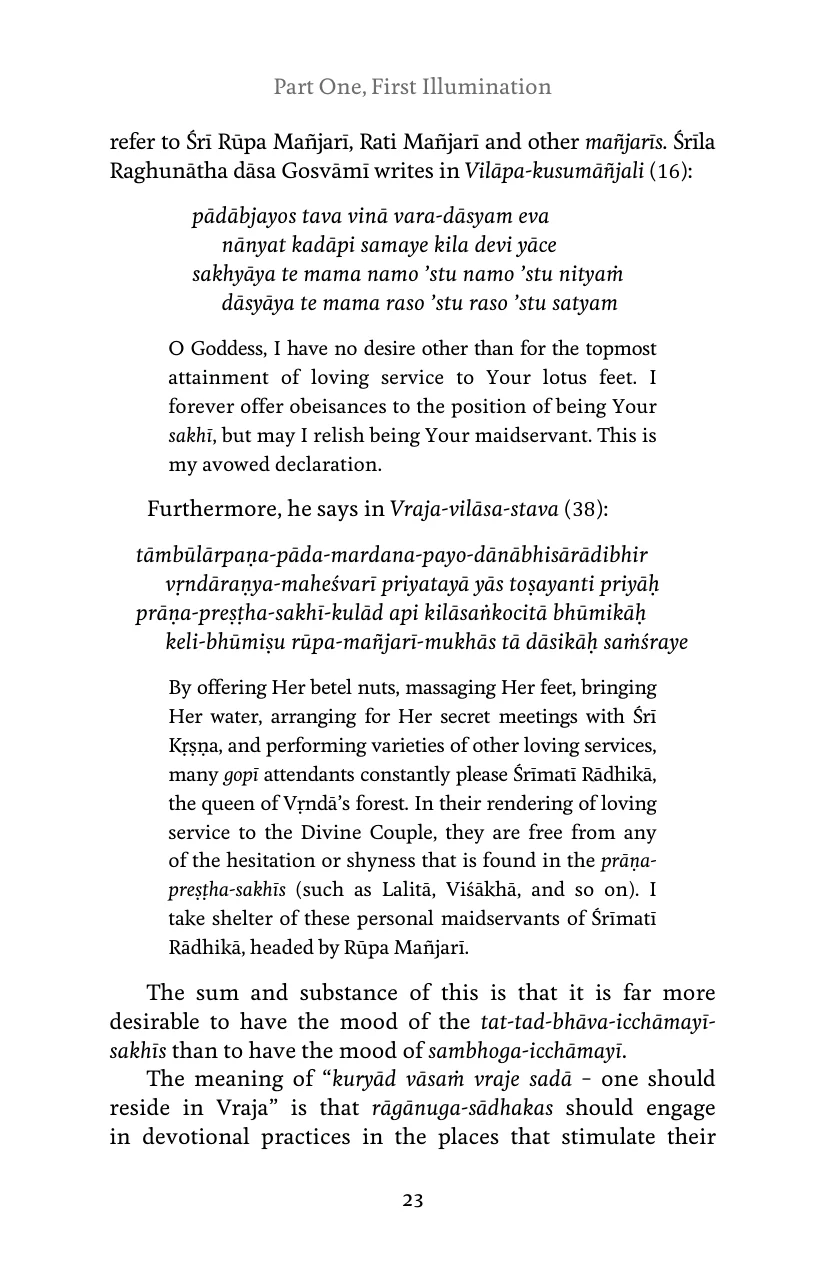 Part One, First Illumination
refer to Śrī Rūpa Mañjarī, Rati Mañjarī and other mañjarīs. Śrīla
Raghunātha dāsa Gosvāmī writes in Vilāpa-kusumāñjali (16):
pādābjayos tava vinā vara-dāsyam eva
nānyat kadāpi samaye kila devi yāce
sakhyāya te mama namo ’stu namo ’stu nityaṁ
dāsyāya te mama raso ’stu raso ’stu satyam
O Goddess, I have no desire other than for the topmost
attainment of loving service to Your lotus feet. I
forever offer obeisances to the position of being Your
sakhī, but may I relish being Your maidservant. This is
my avowed declaration.
Furthermore, he says in Vraja-vilāsa-stava (38):
tāmbūlārpaṇa-pāda-mardana-payo-dānābhisārādibhir
vṛndāraṇya-maheśvarī priyatayā yās toṣayanti priyāḥ
prāṇa-preṣṭha-sakhī-kulād api kilāsaṅkocitā bhūmikāḥ
keli-bhūmiṣu rūpa-mañjarī-mukhās tā dāsikāḥ saṁśraye
By offering Her betel nuts, massaging Her feet, bringing
Her water, arranging for Her secret meetings with Śrī
Kṛṣṇa, and performing varieties of other loving services,
many gopī attendants constantly please Śrīmatī Rādhikā,
the queen of Vṛndā’s forest. In their rendering of loving
service to the Divine Couple, they are free from any
of the hesitation or shyness that is found in the prāṇa-
preṣṭha-sakhīs (such as Lalitā, Viśākhā, and so on). I
take shelter of these personal maidservants of Śrīmatī
Rādhikā, headed by Rūpa Mañjarī.
The sum and substance of this is that it is far more
desirable to have the mood of the tat-tad-bhāva-icchāmayī-
sakhīs than to have the mood of sambhoga-icchāmayī.
The meaning of “kuryād vāsaṁ vraje sadā – one should
reside in Vraja” is that rāgānuga-sādhakas should engage
in devotional practices in the places that stimulate their
23